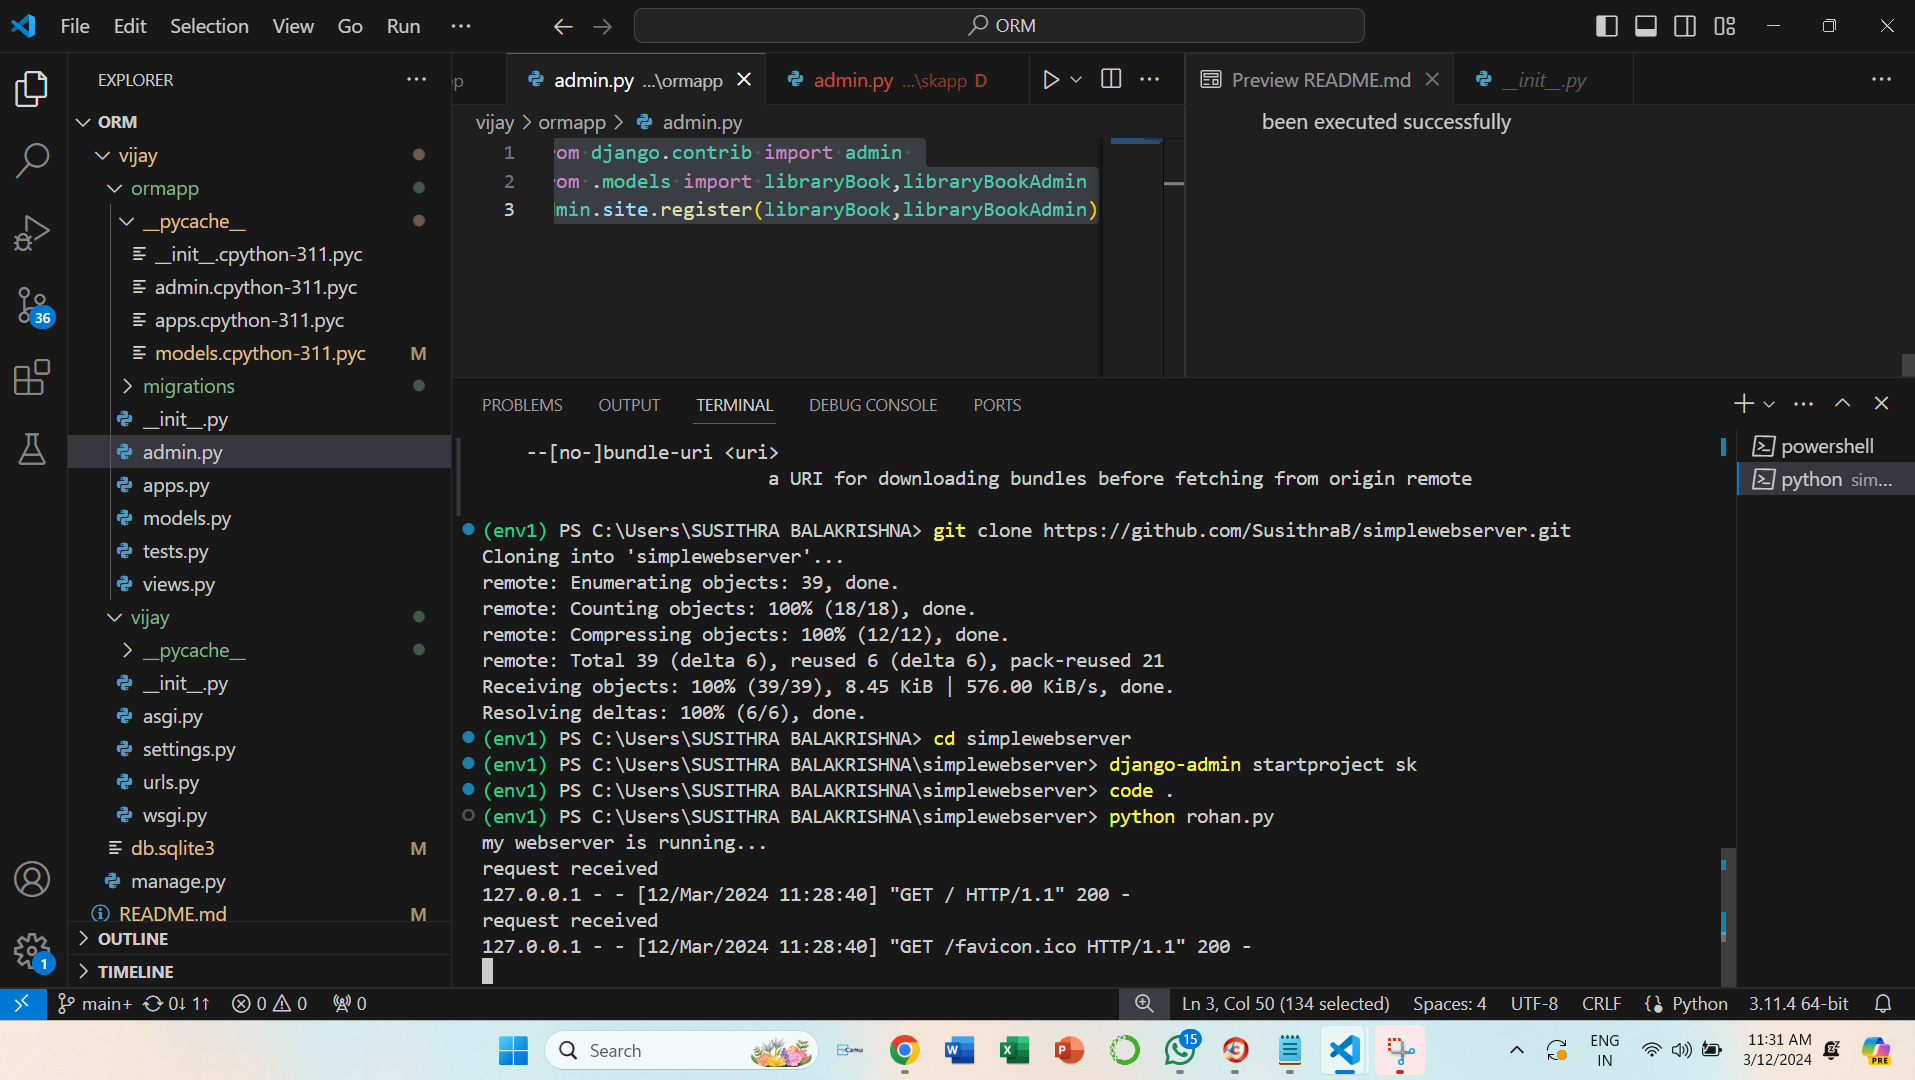 File Edit Selection View Go Run ···
ORM
EXPLORER
ORM
vijay
ormapp
__pycache__
__init__.cpython-311.pyc
admin.cpython-311.pyc
apps.cpython-311.pyc
models.cpython-311.pyc M
migrations
__init__.py
admin.py
apps.py
models.py
tests.py
views.py
vijay
__pycache__
__init__.py
asgi.py
settings.py
urls.py
wsgi.py
db.sqlite3 M
manage.py
README.md M
OUTLINE
TIMELINE
36
1
admin.py ...\ormapp
admin.py ...\skapp D
vijay > ormapp > admin.py
1 om django.contrib import admin
2 om .models import libraryBook,libraryBookAdmin
3 min.site.register(libraryBook,libraryBookAdmin)
Preview README.md
__init__.py
been executed successfully
PROBLEMS OUTPUT TERMINAL DEBUG CONSOLE PORTS
powershell
python sim...
--[no-]bundle-uri <uri>
a URI for downloading bundles before fetching from origin remote
(env1) PS C:\Users\SUSITHRA BALAKRISHNA> git clone https://github.com/SusithraB/simplewebserver.git
Cloning into 'simplewebserver'...
remote: Enumerating objects: 39, done.
remote: Counting objects: 100% (18/18), done.
remote: Compressing objects: 100% (12/12), done.
remote: Total 39 (delta 6), reused 6 (delta 6), pack-reused 21
Receiving objects: 100% (39/39), 8.45 KiB | 576.00 KiB/s, done.
Resolving deltas: 100% (6/6), done.
(env1) PS C:\Users\SUSITHRA BALAKRISHNA> cd simplewebserver
(env1) PS C:\Users\SUSITHRA BALAKRISHNA\simplewebserver> django-admin startproject sk
(env1) PS C:\Users\SUSITHRA BALAKRISHNA\simplewebserver> code .
(env1) PS C:\Users\SUSITHRA BALAKRISHNA\simplewebserver> python rohan.py
my webserver is running...
request received
127.0.0.1 - - [12/Mar/2024 11:28:40] "GET / HTTP/1.1" 200 -
request received
127.0.0.1 - - [12/Mar/2024 11:28:40] "GET /favicon.ico HTTP/1.1" 200 -
main+ 0↓ 1↑ 0 0 0 Ln 3, Col 50 (134 selected) Spaces: 4 UTF-8 CRLF {} Python 3.11.4 64-bit
Search
15
ENG
IN
11:31 AM
3/12/2024
PRE